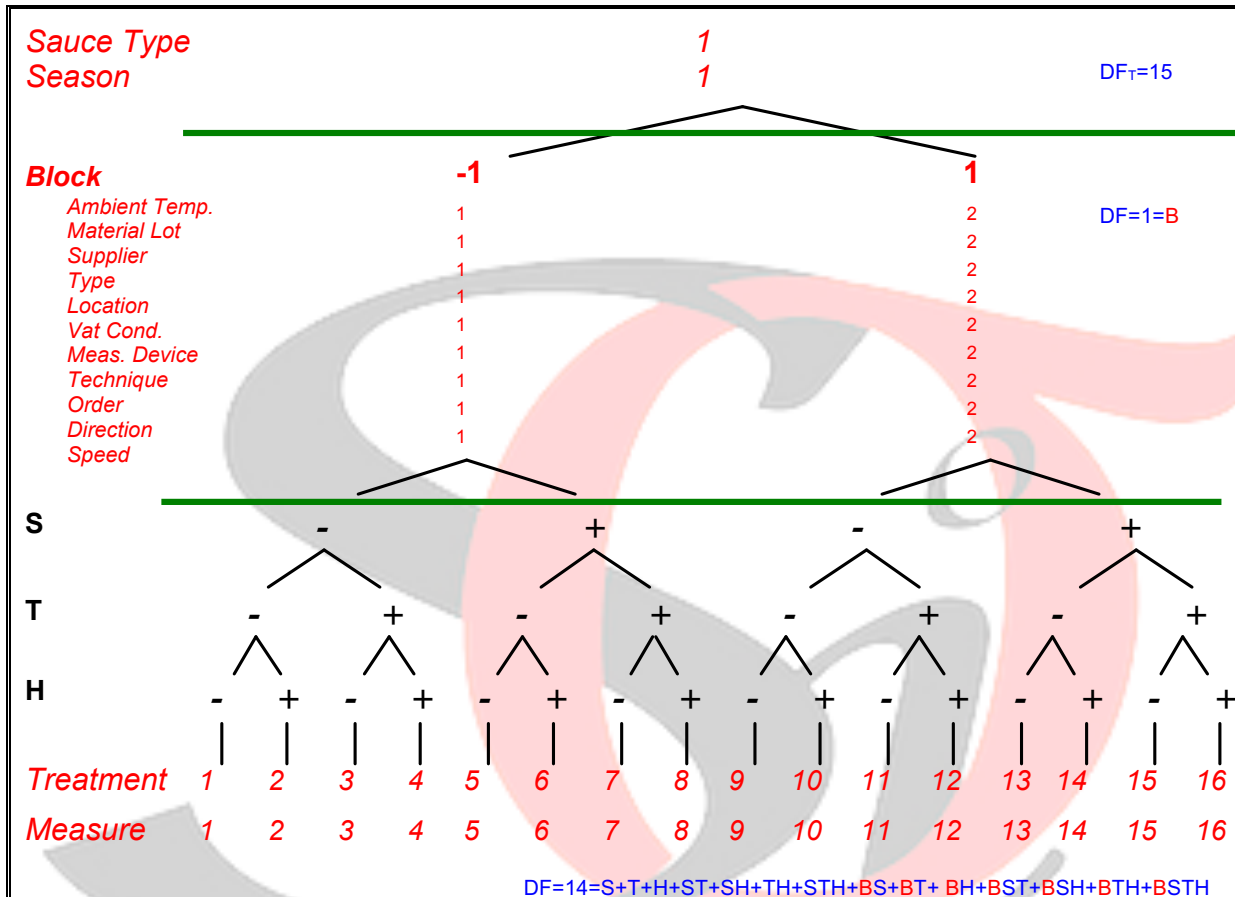 Sauce Type 1
Season 1 DF_T=15
Block -1 1
Ambient Temp. 1 2 DF=1=B
Material Lot 1 2
Supplier 1 2
Type 1 2
Location 1 2
Vat Cond. 1 2
Meas. Device 1 2
Technique 1 2
Order 1 2
Direction
Speed
S - + - +
T - + - + - + - +
H - + - + - + - + - + - + - + - +
Treatment 1 2 3 4 5 6 7 8 9 10 11 12 13 14 15 16
Measure 1 2 3 4 5 6 7 8 9 10 11 12 13 14 15 16
DF=14=S+T+H+ST+SH+TH+STH+BS+BT+ BH+BST+BSH+BTH+BSTH